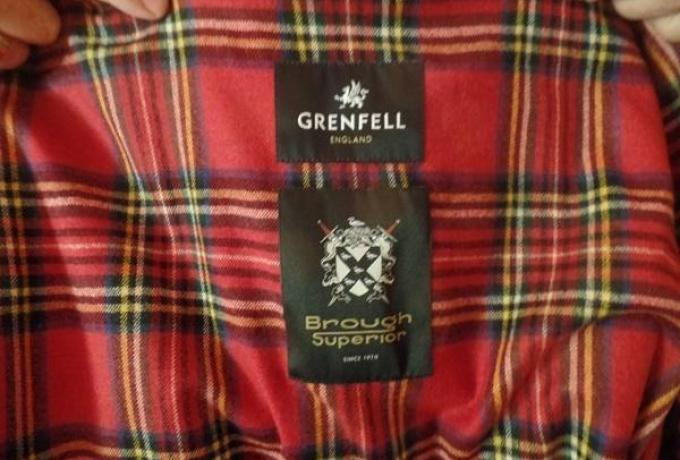 GRENFELL
ENGLAND
Brough
Superior
SINCE 1919